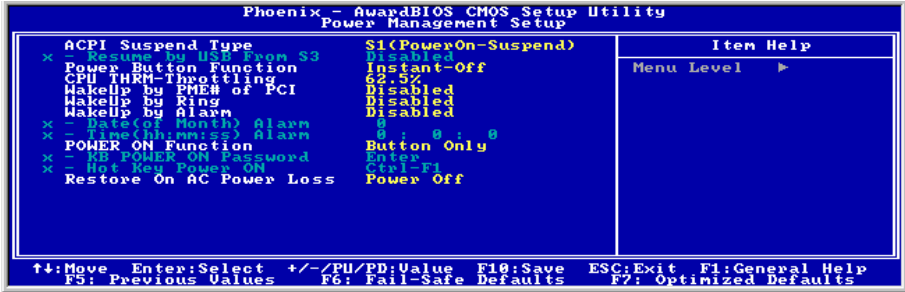 Phoenix - AwardBIOS CMOS Setup Utility
Power Management Setup
ACPI Suspend Type S1(PowerOn-Suspend)
x - Resume by USB From S3 Disabled
Power Button Function Instant-Off
CPU THRM-Throttling 62.5%
WakeUp by PME# of PCI Disabled
WakeUp by Ring Disabled
WakeUp by Alarm Disabled
x - Date(of Month) Alarm 0
x - Time(hh:mm:ss) Alarm 0 : 0 : 0
POWER ON Function Button Only
x - KB POWER ON Password Enter
x - Hot Key Power ON Ctrl-F1
Restore On AC Power Loss Power Off
Item Help
Menu Level ►
↑↓:Move Enter:Select +/-/PU/PD:Value F10:Save ESC:Exit F1:General Help
F5: Previous Values F6: Fail-Safe Defaults F7: Optimized Defaults